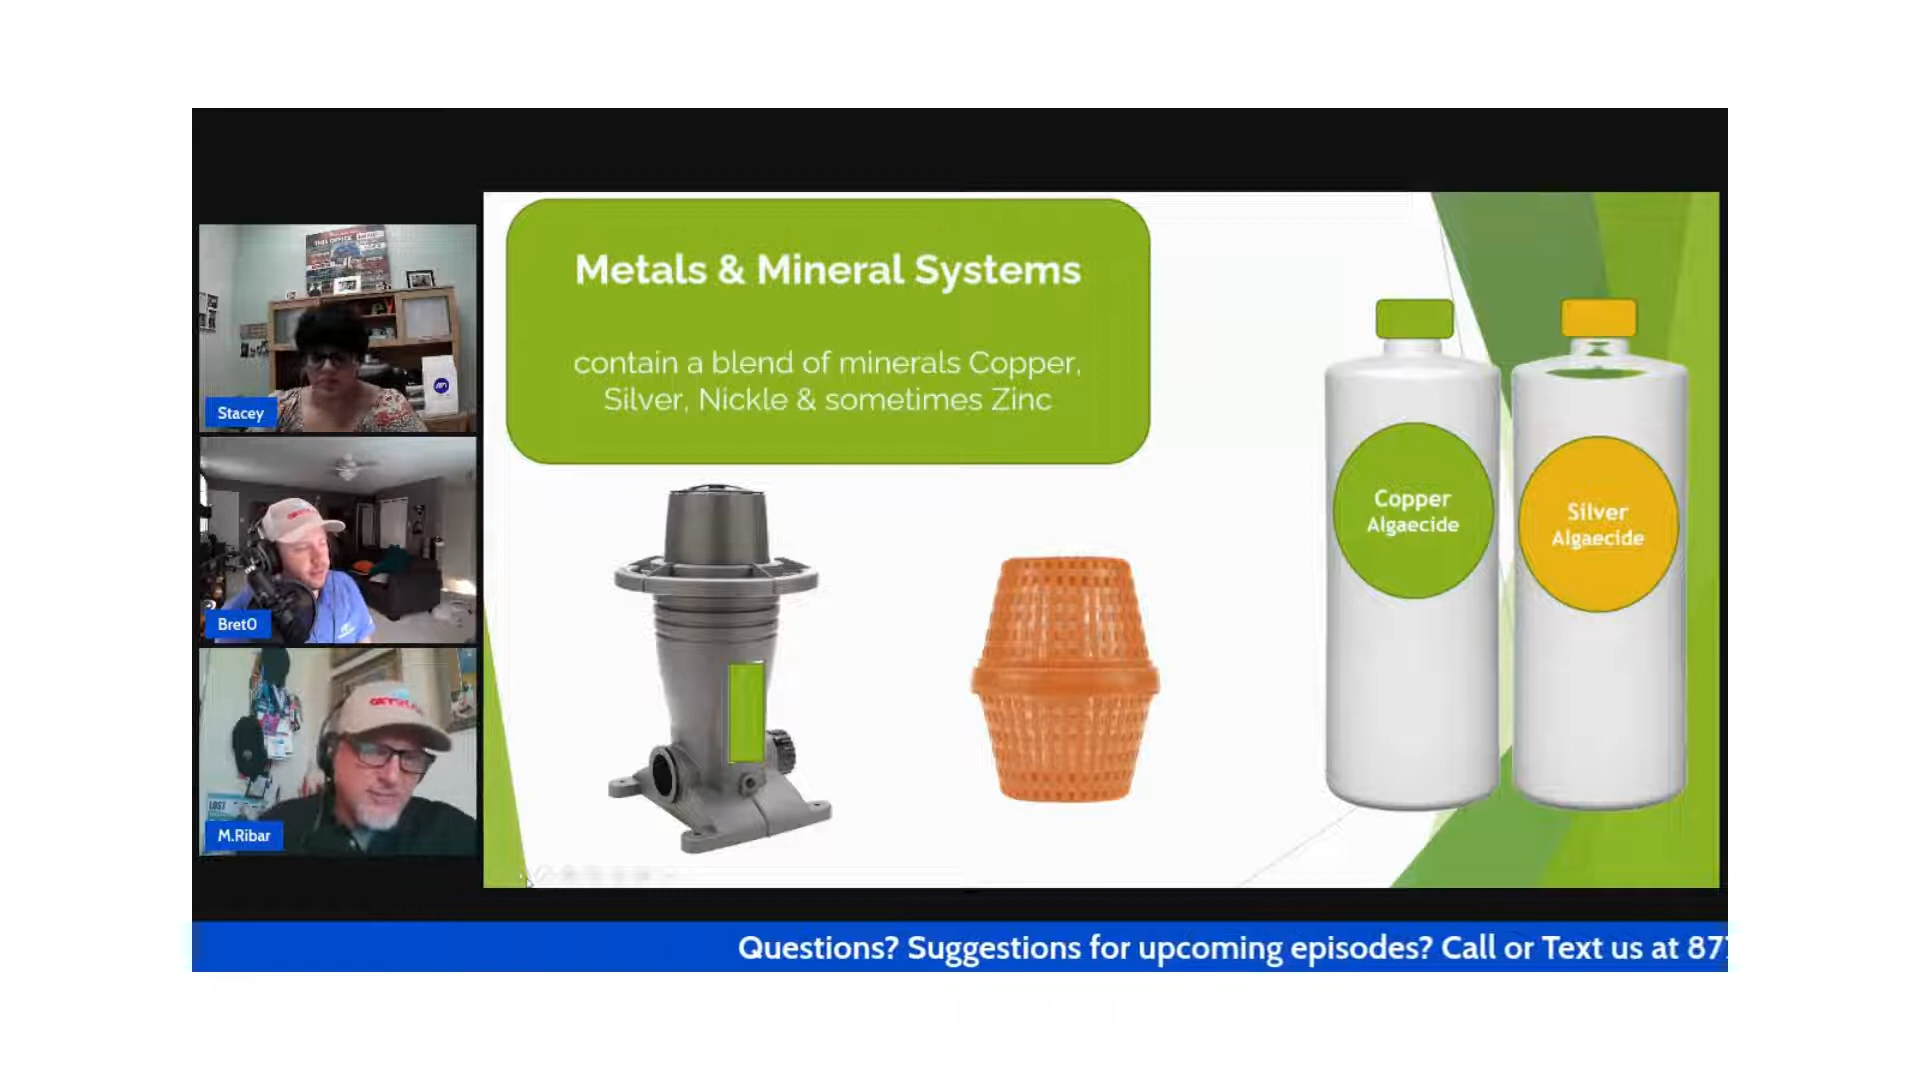 Metals & Mineral Systems
contain a blend of minerals Copper,
Silver, Nickle & sometimes Zinc
Copper
Algaecide
Silver
Algaecide
Stacey
BretO
M.Ribar
LOST
Questions? Suggestions for upcoming episodes? Call or Text us at 87